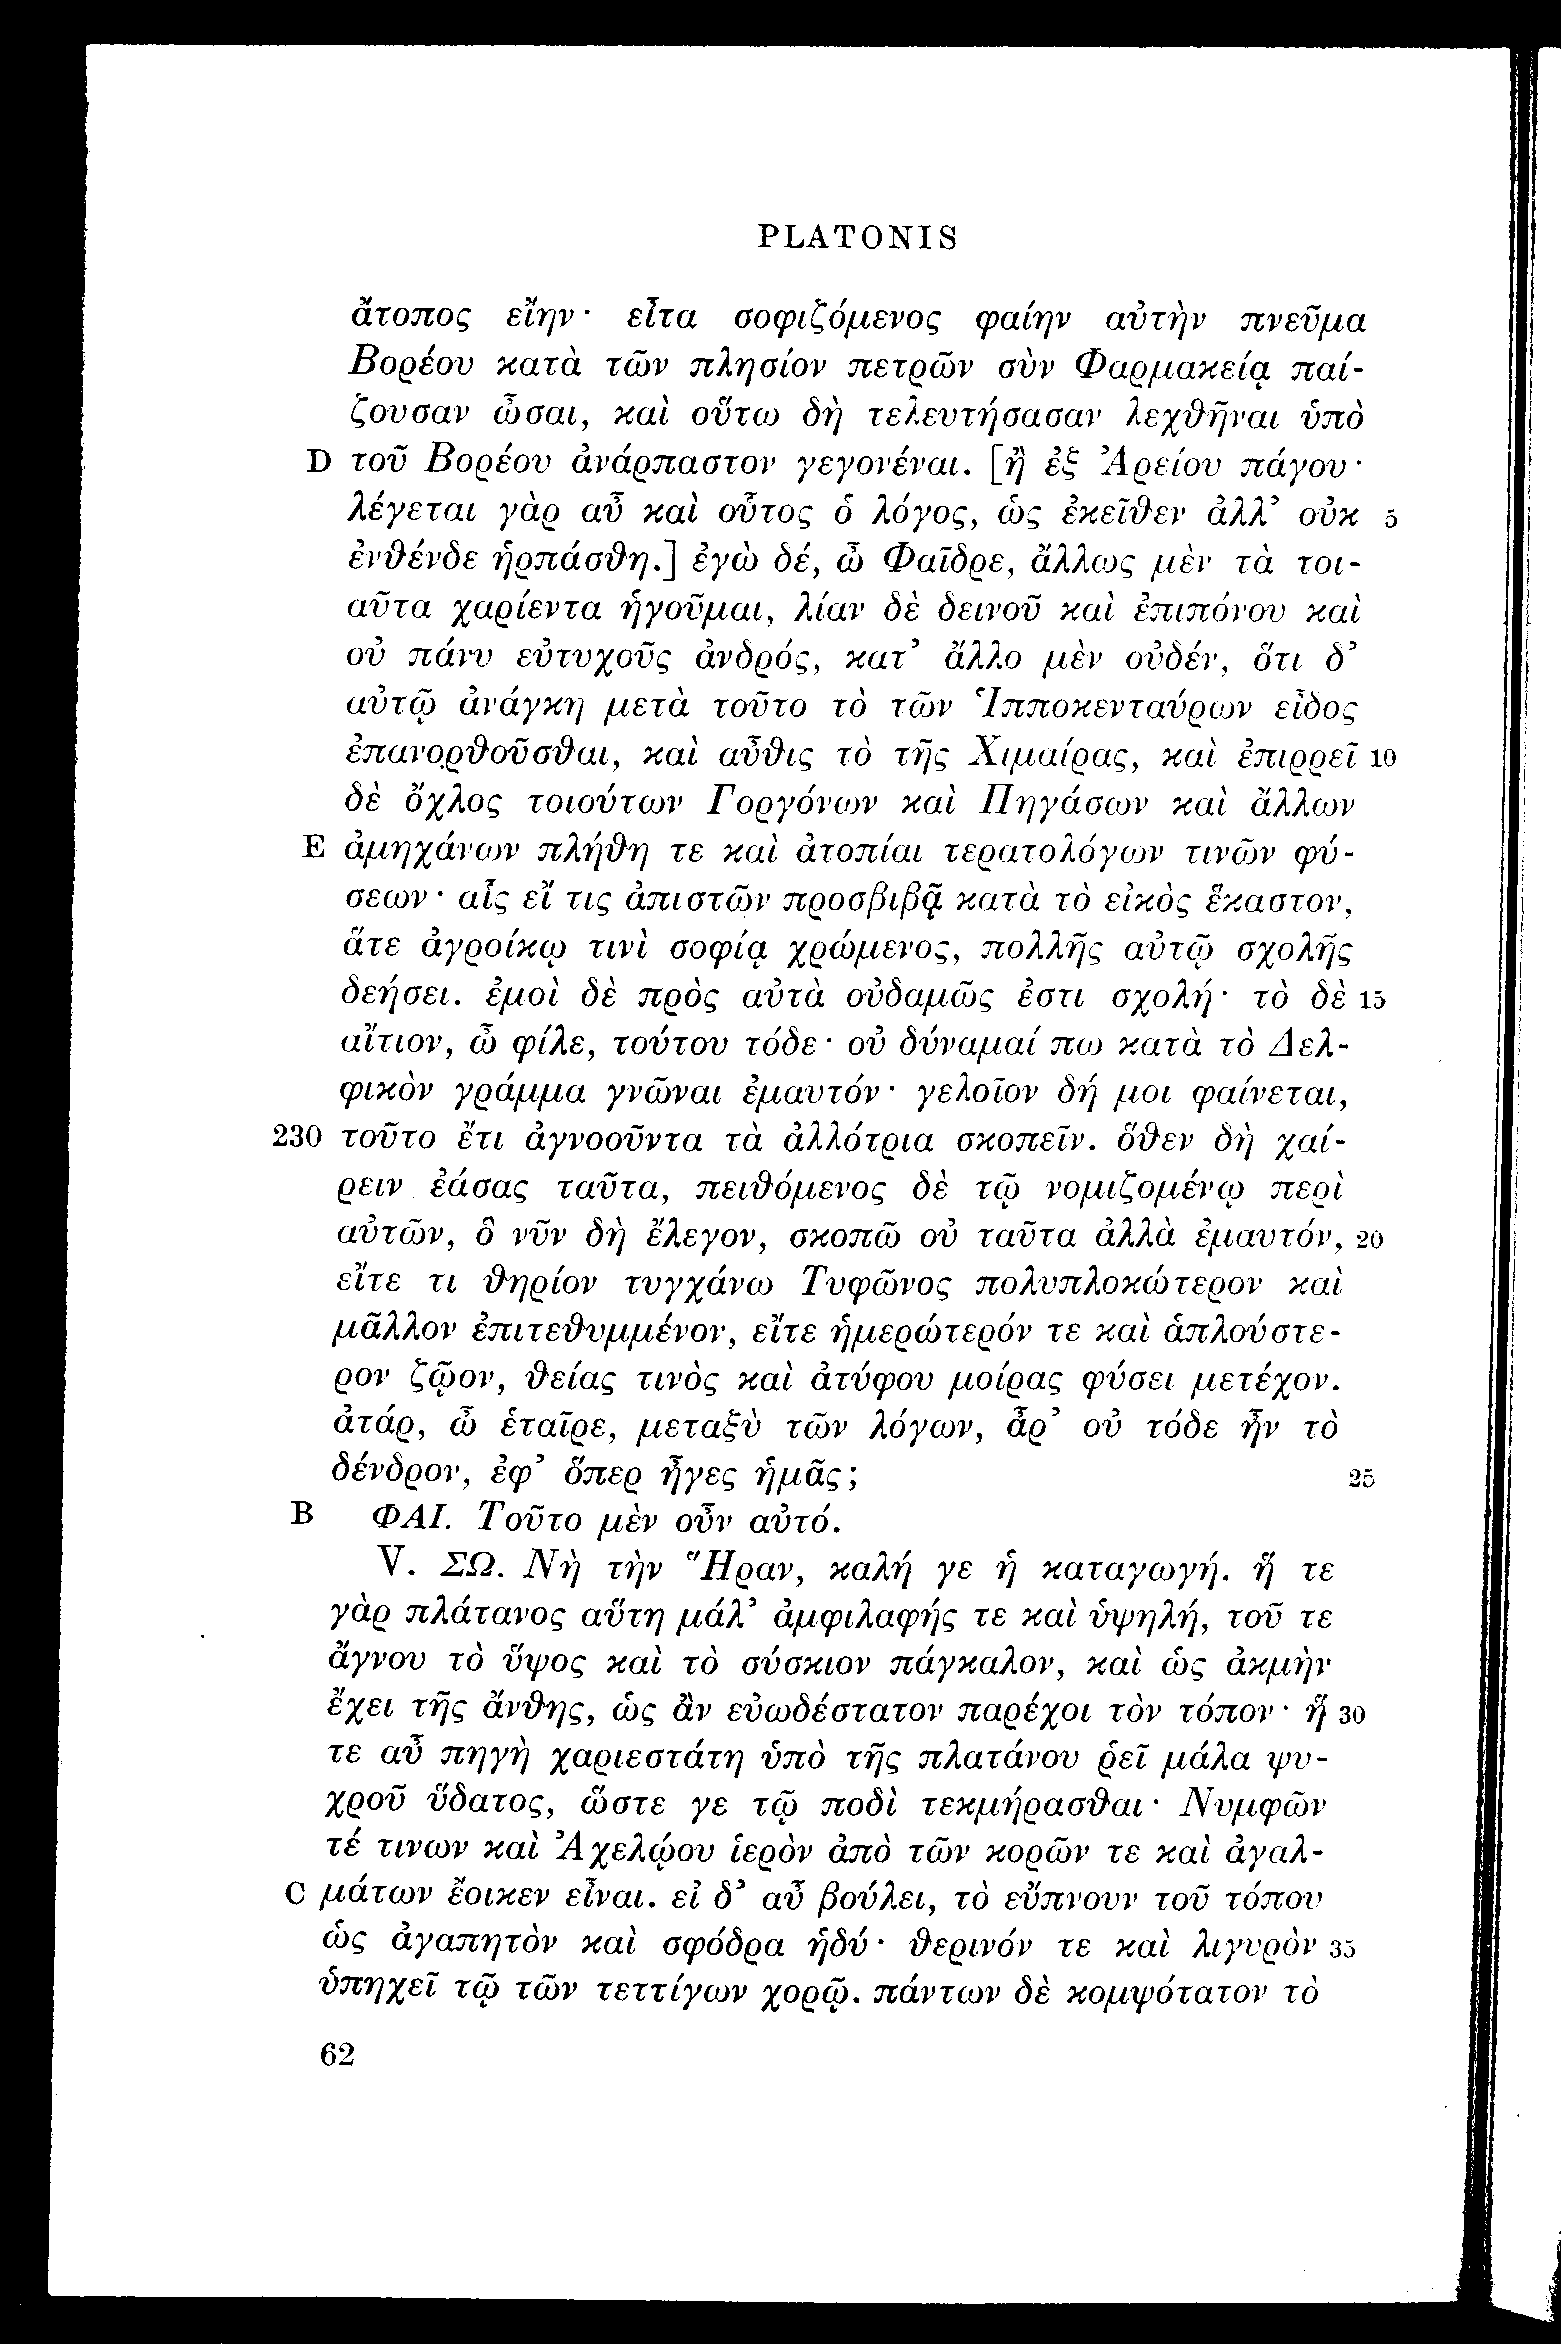 PLATONIS
ἄτοπος εἴην· εἶτα σοφιζόμενος φαίην αὐτὴν πνεῦμα
Βορέου κατὰ τῶν πλησίον πετρῶν σὺν Φαρμακείᾳ παί-
ζουσαν ὦσαι, καὶ οὕτω δὴ τελευτήσασαν λεχθῆναι ὑπὸ
D τοῦ Βορέου ἀνάρπαστον γεγονέναι. [ἢ ἐξ Ἀρείου πάγου·
λέγεται γὰρ αὖ καὶ οὗτος ὁ λόγος, ὡς ἐκεῖθεν ἀλλ’ οὐκ 5
ἐνθένδε ἡρπάσθη.] ἐγὼ δέ, ὦ Φαῖδρε, ἄλλως μὲν τὰ τοι-
αῦτα χαρίεντα ἡγοῦμαι, λίαν δὲ δεινοῦ καὶ ἐπιπόνου καὶ
οὐ πάνυ εὐτυχοῦς ἀνδρός, κατ’ ἄλλο μὲν οὐδέν, ὅτι δ’
αὐτῷ ἀνάγκη μετὰ τοῦτο τὸ τῶν Ἱπποκενταύρων εἶδος
ἐπανορθοῦσθαι, καὶ αὖθις τὸ τῆς Χιμαίρας, καὶ ἐπιρρεῖ 10
δὲ ὄχλος τοιούτων Γοργόνων καὶ Πηγάσων καὶ ἄλλων
E ἀμηχάνων πλήθη τε καὶ ἀτοπίαι τερατολόγων τινῶν φύ-
σεων· αἷς εἴ τις ἀπιστῶν προσβιβᾷ κατὰ τὸ εἰκὸς ἕκαστον,
ἅτε ἀγροίκῳ τινὶ σοφίᾳ χρώμενος, πολλῆς αὐτῷ σχολῆς
δεήσει. ἐμοὶ δὲ πρὸς αὐτὰ οὐδαμῶς ἐστι σχολή· τὸ δὲ 15
αἴτιον, ὦ φίλε, τούτου τόδε· οὐ δύναμαί πω κατὰ τὸ Δελ-
φικὸν γράμμα γνῶναι ἐμαυτόν· γελοῖον δή μοι φαίνεται,
230 τοῦτο ἔτι ἀγνοοῦντα τὰ ἀλλότρια σκοπεῖν. ὅθεν δὴ χαί-
ρειν ἐάσας ταῦτα, πειθόμενος δὲ τῷ νομιζομένῳ περὶ
αὐτῶν, ὃ νῦν δὴ ἔλεγον, σκοπῶ οὐ ταῦτα ἀλλὰ ἐμαυτόν, 20
εἴτε τι θηρίον τυγχάνω Τυφῶνος πολυπλοκώτερον καὶ
μᾶλλον ἐπιτεθυμμένον, εἴτε ἡμερώτερόν τε καὶ ἁπλούστε-
ρον ζῷον, θείας τινὸς καὶ ἀτύφου μοίρας φύσει μετέχον.
ἀτάρ, ὦ ἑταῖρε, μεταξὺ τῶν λόγων, ἆρ’ οὐ τόδε ἦν τὸ
δένδρον, ἐφ’ ὅπερ ἦγες ἡμᾶς; 25
B ΦΑΙ. Τοῦτο μὲν οὖν αὐτό.
V. ΣΩ. Νὴ τὴν Ἥραν, καλή γε ἡ καταγωγή. ἥ τε
γὰρ πλάτανος αὕτη μάλ’ ἀμφιλαφής τε καὶ ὑψηλή, τοῦ τε
ἄγνου τὸ ὕψος καὶ τὸ σύσκιον πάγκαλον, καὶ ὡς ἀκμὴν
ἔχει τῆς ἄνθης, ὡς ἂν εὐωδέστατον παρέχοι τὸν τόπον· ἥ 30
τε αὖ πηγὴ χαριεστάτη ὑπὸ τῆς πλατάνου ῥεῖ μάλα ψυ-
χροῦ ὕδατος, ὥστε γε τῷ ποδὶ τεκμήρασθαι· Νυμφῶν
τέ τινων καὶ Ἀχελῴου ἱερὸν ἀπὸ τῶν κορῶν τε καὶ ἀγαλ-
C μάτων ἔοικεν εἶναι. εἰ δ’ αὖ βούλει, τὸ εὔπνουν τοῦ τόπου
ὡς ἀγαπητὸν καὶ σφόδρα ἡδύ· θερινόν τε καὶ λιγυρὸν 35
ὑπηχεῖ τῷ τῶν τεττίγων χορῷ. πάντων δὲ κομψότατον τὸ
62